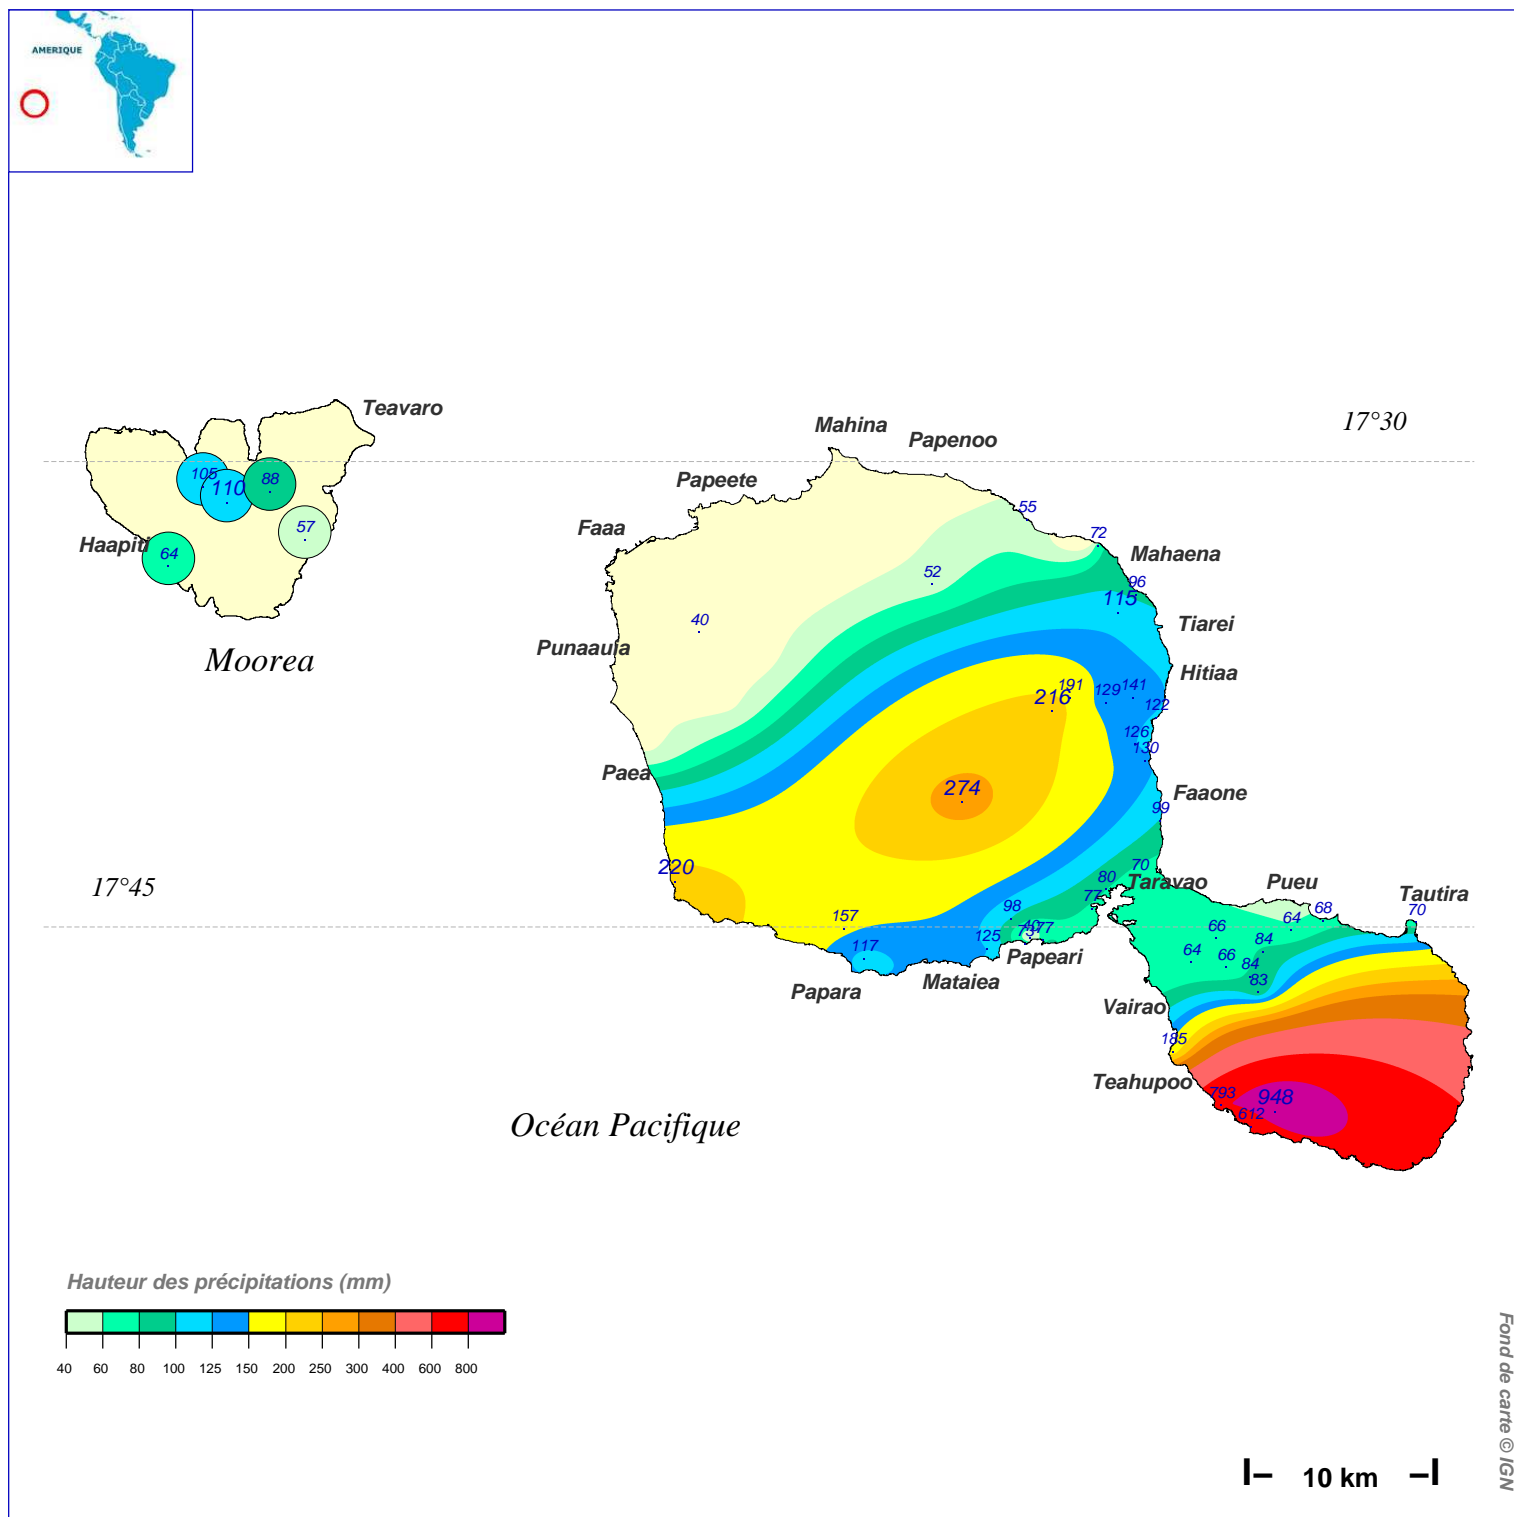 AMERIQUE
Teavaro
17°30
Mahina
Papenoo
Papeete
105
110
88
55
Faaa
57
72
Haapiti
64
Mahaena
52
96
115
40
Tiarei
Punaauia
Moorea
Hitiaa
191
216
129
141
122
126
130
Paea
274
Faaone
99
220
70
17°45
80
Taravao
Pueu
Tautira
77
98
157
68
70
64
66
40
77
73
125
117
84
Papeari
64
66
84
Mataiea
83
Papara
Vairao
185
Teahupoo
793
948
612
Océan Pacifique
Hauteur des précipitations (mm)
40 60 80 100 125 150 200 250 300 400 600 800
Fond de carte © IGN
10 km